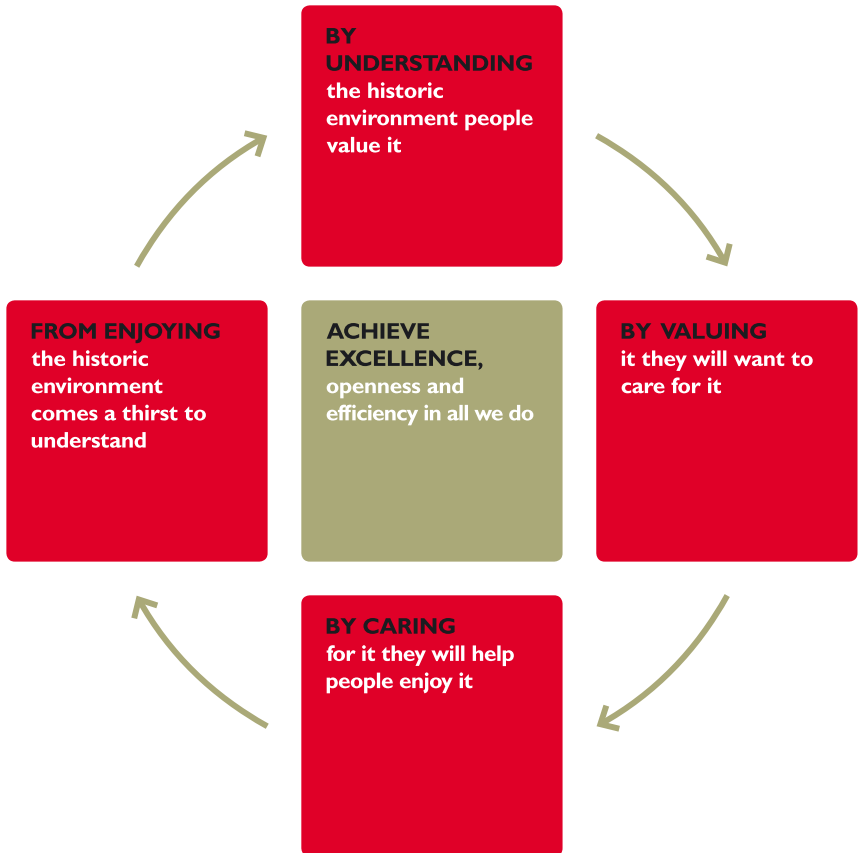 BY
UNDERSTANDING
the historic
environment people
value it
FROM ENJOYING
the historic
environment
comes a thirst to
understand
ACHIEVE
EXCELLENCE,
openness and
efficiency in all we do
BY VALUING
it they will want to
care for it
BY CARING
for it they will help
people enjoy it